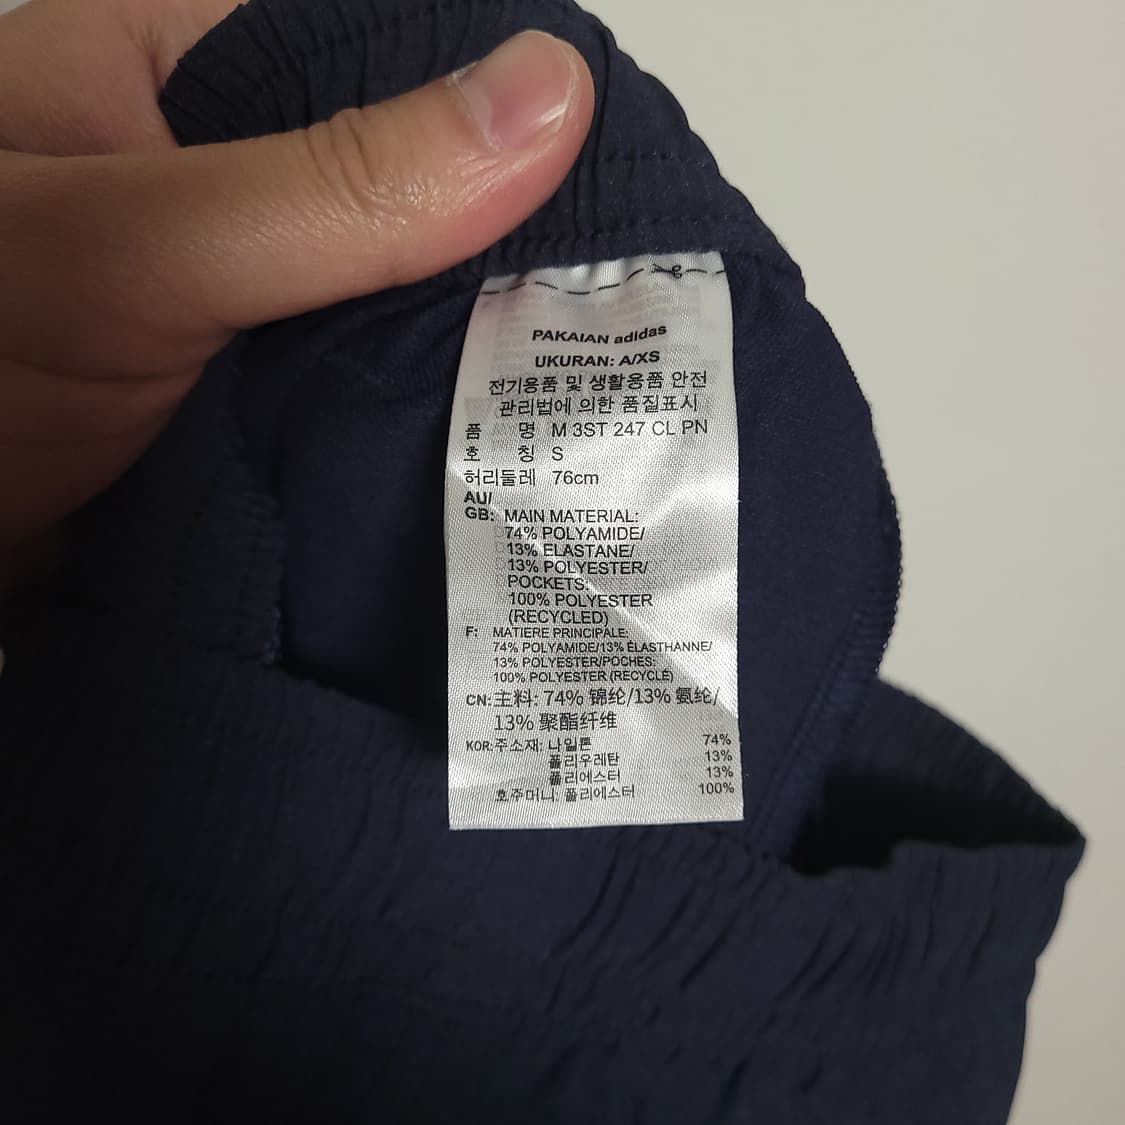 PAKAIAN adidas
UKURAN: A/XS
전기용품 및 생활용품 안전
관리법에 의한 품질표시
품 명 M 3ST 247 CL PN
호 칭 S
허리둘레 76cm
AU/
GB: MAIN MATERIAL:
74% POLYAMIDE/
13% ELASTANE/
13% POLYESTER/
POCKETS:
100% POLYESTER
(RECYCLED)
F: MATIERE PRINCIPALE:
74% POLYAMIDE/13% ÉLASTHANNE/
13% POLYESTER/POCHES:
100% POLYESTER (RECYCLÉ)
CN: 主料: 74% 锦纶/13% 氨纶/
13% 聚酯纤维
KOR: 주소재: 나일론 74%
폴리우레탄 13%
폴리에스터 13%
호주머니: 폴리에스터 100%